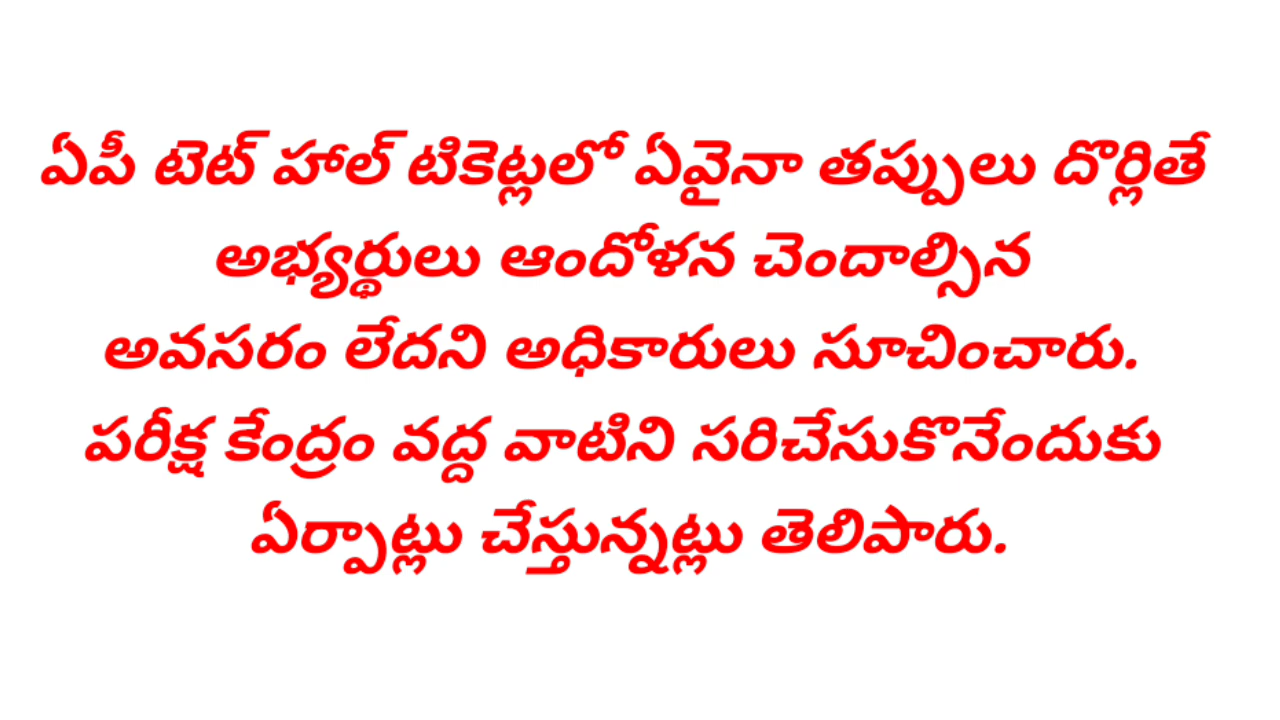 ఏపీ టెట్ హాల్ టికెట్లలో ఏవైనా తప్పులు దొర్లితే
అభ్యర్థులు ఆందోళన చెందాల్సిన
అవసరం లేదని అధికారులు సూచించారు.
పరీక్ష కేంద్రం వద్ద వాటిని సరిచేసుకొనేందుకు
ఏర్పాట్లు చేస్తున్నట్లు తెలిపారు.